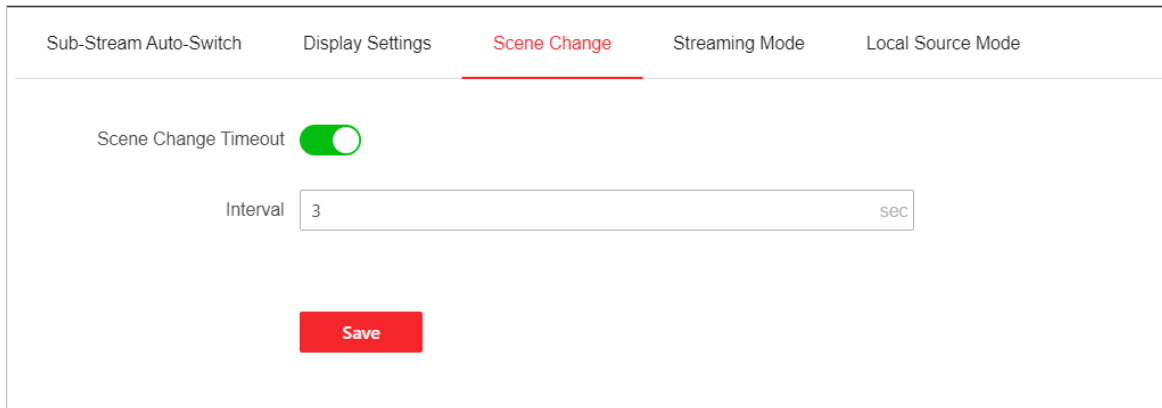 Sub-Stream Auto-Switch Display Settings Scene Change Streaming Mode Local Source Mode
Scene Change Timeout
Interval 3 sec
Save